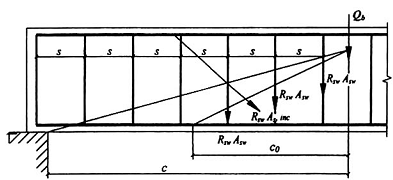 Q_b
s s s s s s
R_sw A_sw
R_sw A_sw
R_sw A_s, inc
R_sw A_sw
c_0
c